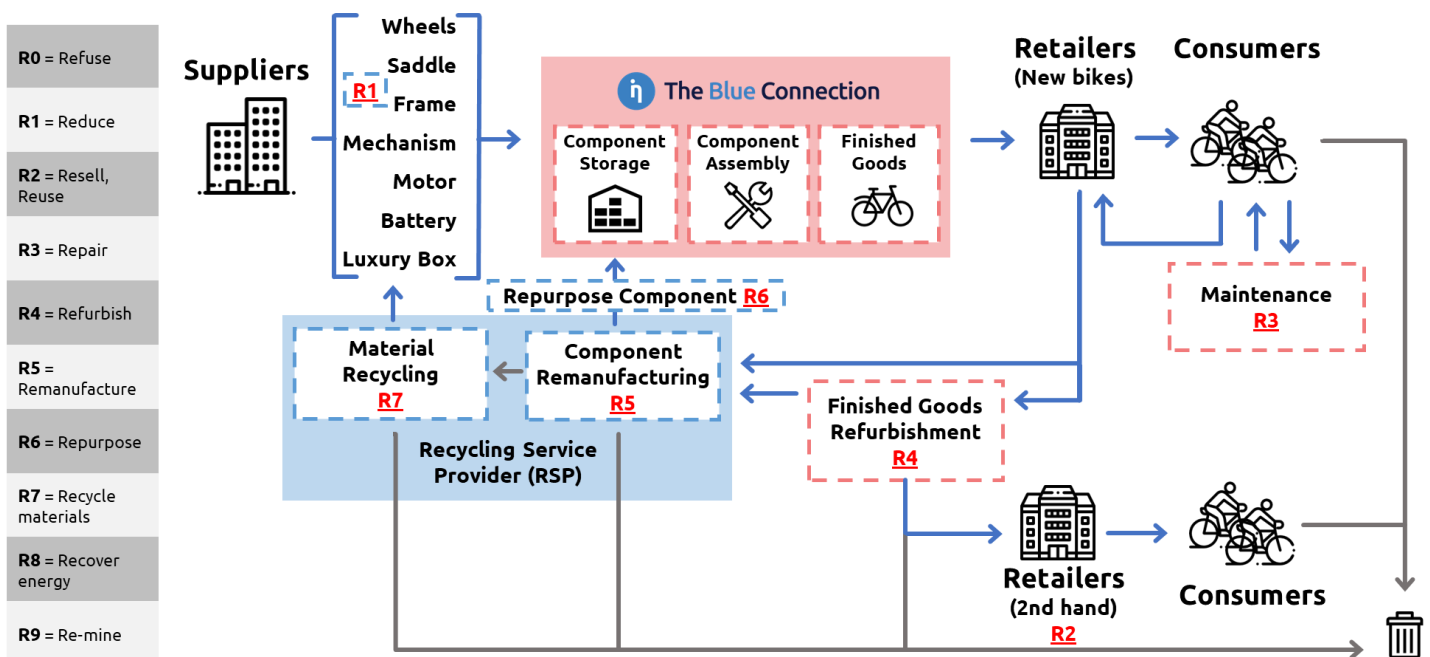 R0 = Refuse
R1 = Reduce
R2 = Resell,
Reuse
R3 = Repair
R4 = Refurbish
R5 =
Remanufacture
R6 = Repurpose
R7 = Recycle
materials
R8 = Recover
energy
R9 = Re-mine
Suppliers
Wheels
Saddle
R1
Frame
Mechanism
Motor
Battery
Luxury Box
The Blue Connection
Component
Storage
Component
Assembly
Finished
Goods
Retailers
(New bikes)
Consumers
Maintenance
R3
Repurpose Component R6
Material
Recycling
R7
Component
Remanufacturing
R5
Recycling Service
Provider (RSP)
Finished Goods
Refurbishment
R4
Retailers
(2nd hand)
R2
Consumers